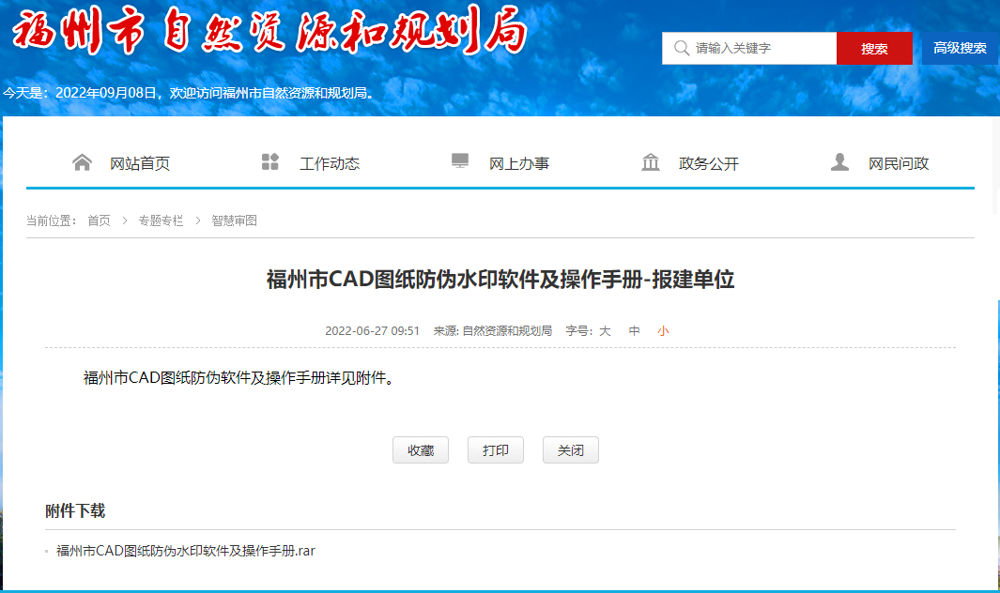 福州市自然资源和规划局
请输入关键字
搜索
高级搜索
今天是：2022年09月08日，欢迎访问福州市自然资源和规划局。
网站首页
工作动态
网上办事
政务公开
网民问政
当前位置： 首页 > 专题专栏 > 智慧审图
福州市CAD图纸防伪水印软件及操作手册-报建单位
2022-06-27 09:51 来源: 自然资源和规划局 字号：大 中 小
福州市CAD图纸防伪软件及操作手册详见附件。
收藏
打印
关闭
附件下载
福州市CAD图纸防伪水印软件及操作手册.rar